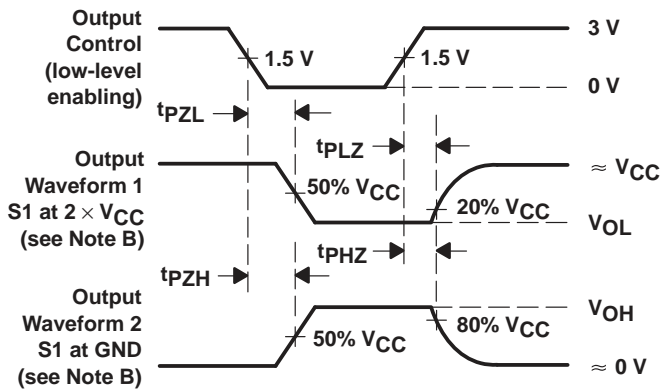 Output
Control
(low-level
enabling)
3 V
1.5 V
1.5 V
0 V
tPZL
tPLZ
Output
Waveform 1
S1 at 2 × VCC
(see Note B)
≈ VCC
50% VCC
20% VCC
VOL
tPZH
tPHZ
Output
Waveform 2
S1 at GND
(see Note B)
VOH
50% VCC
80% VCC
≈ 0 V